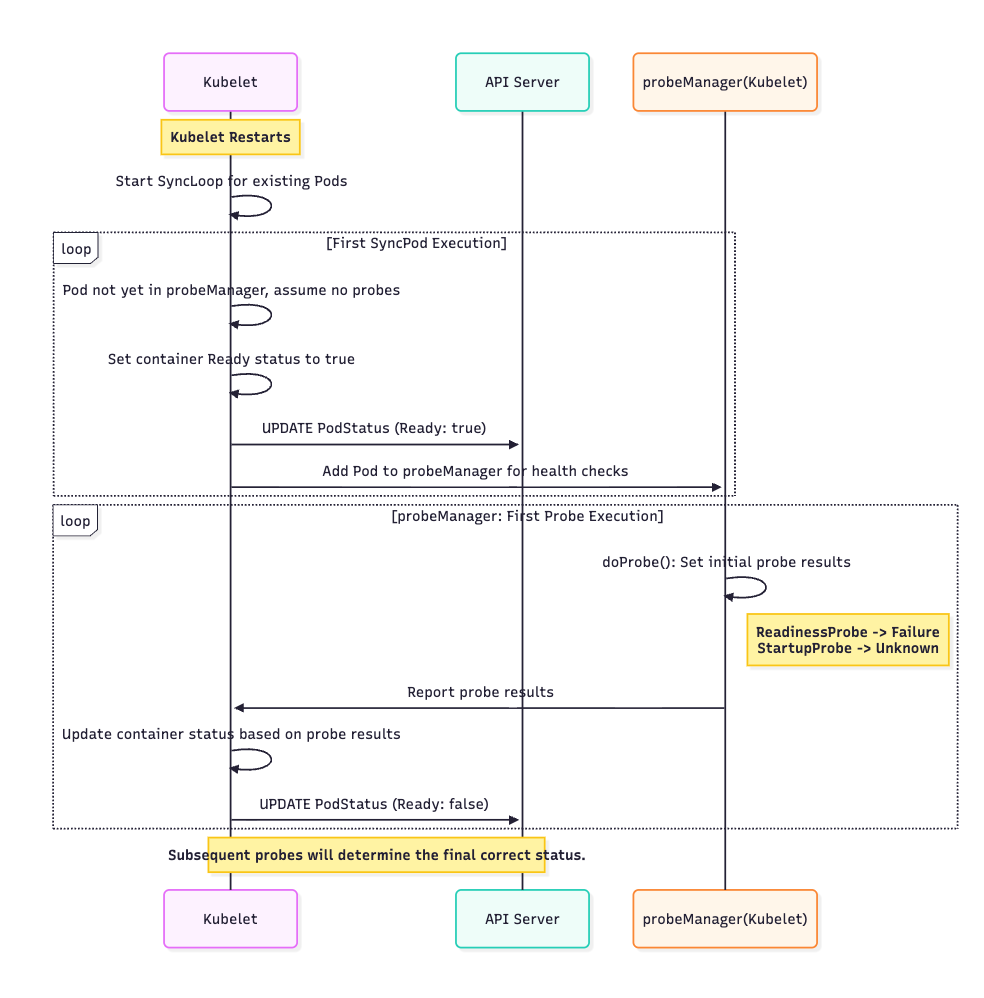 Kubelet
API Server
probeManager(Kubelet)
Kubelet Restarts
Start SyncLoop for existing Pods
loop
[First SyncPod Execution]
Pod not yet in probeManager, assume no probes
Set container Ready status to true
UPDATE PodStatus (Ready: true)
Add Pod to probeManager for health checks
loop
[probeManager: First Probe Execution]
doProbe(): Set initial probe results
ReadinessProbe -> Failure
StartupProbe -> Unknown
Report probe results
Update container status based on probe results
UPDATE PodStatus (Ready: false)
Subsequent probes will determine the final correct status.
Kubelet
API Server
probeManager(Kubelet)